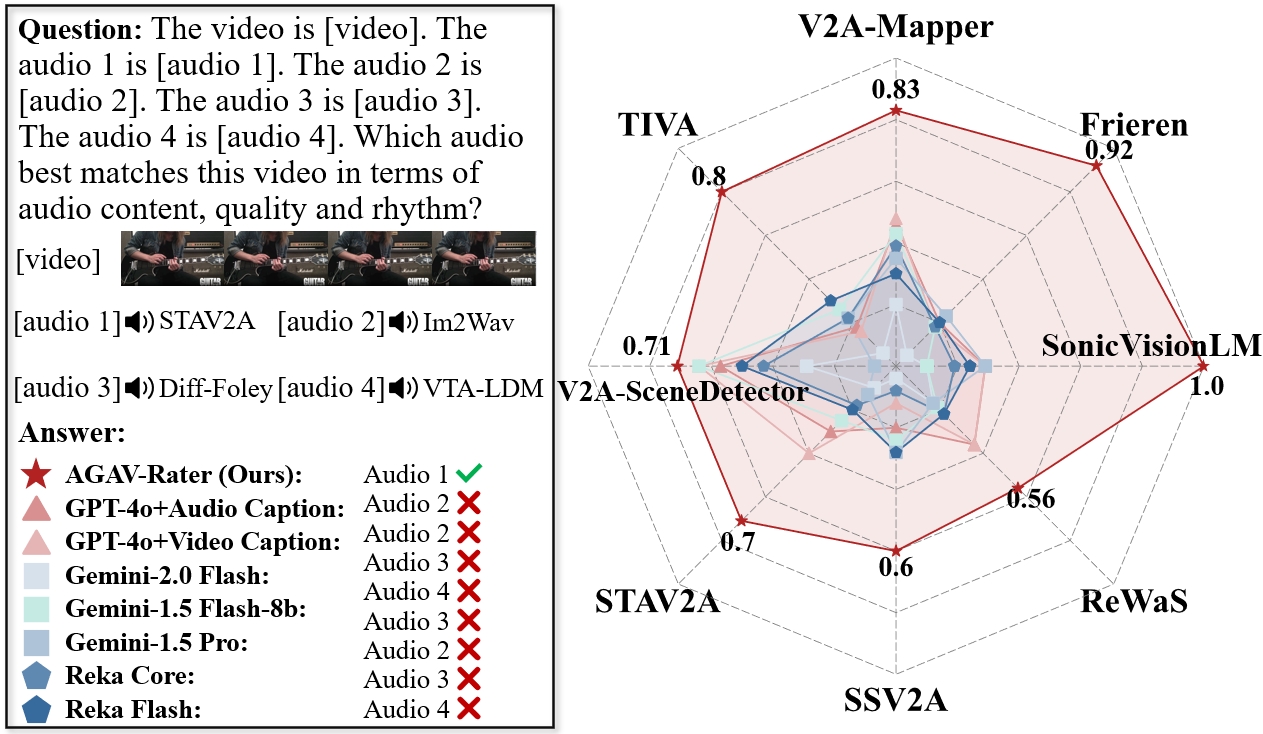 Question: The video is [video]. The
audio 1 is [audio 1]. The audio 2 is
[audio 2]. The audio 3 is [audio 3].
The audio 4 is [audio 4]. Which audio
best matches this video in terms of
audio content, quality and rhythm?
[video]
GUITAR GUITAR GUITAR GUITAR
[audio 1] STAV2A [audio 2] Im2Wav
[audio 3] Diff-Foley [audio 4] VTA-LDM
Answer:
AGAV-Rater (Ours):
GPT-4o+Audio Caption:
GPT-4o+Video Caption:
Gemini-2.0 Flash:
Gemini-1.5 Flash-8b:
Gemini-1.5 Pro:
Reka Core:
Reka Flash:
Audio 1
Audio 2
Audio 2
Audio 3
Audio 4
Audio 3
Audio 2
Audio 3
Audio 4
V2A-Mapper
0.83
TIVA
0.8
Frieren
0.92
0.71
V2A-SceneDetector
SonicVisionLM
1.0
0.7
STAV2A
0.6
SSV2A
0.56
ReWaS